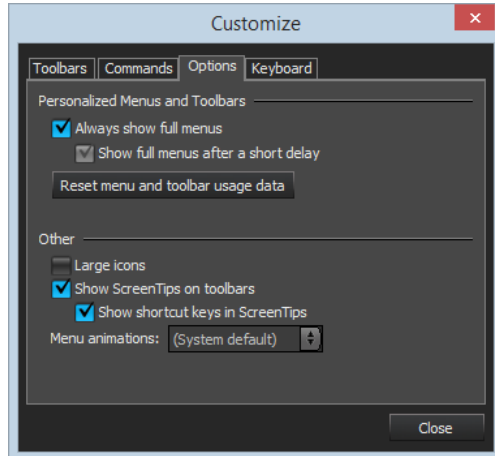 Customize
Toolbars Commands Options Keyboard
Personalized Menus and Toolbars
Always show full menus
Show full menus after a short delay
Reset menu and toolbar usage data
Other
Large icons
Show ScreenTips on toolbars
Show shortcut keys in ScreenTips
Menu animations: (System default)
Close